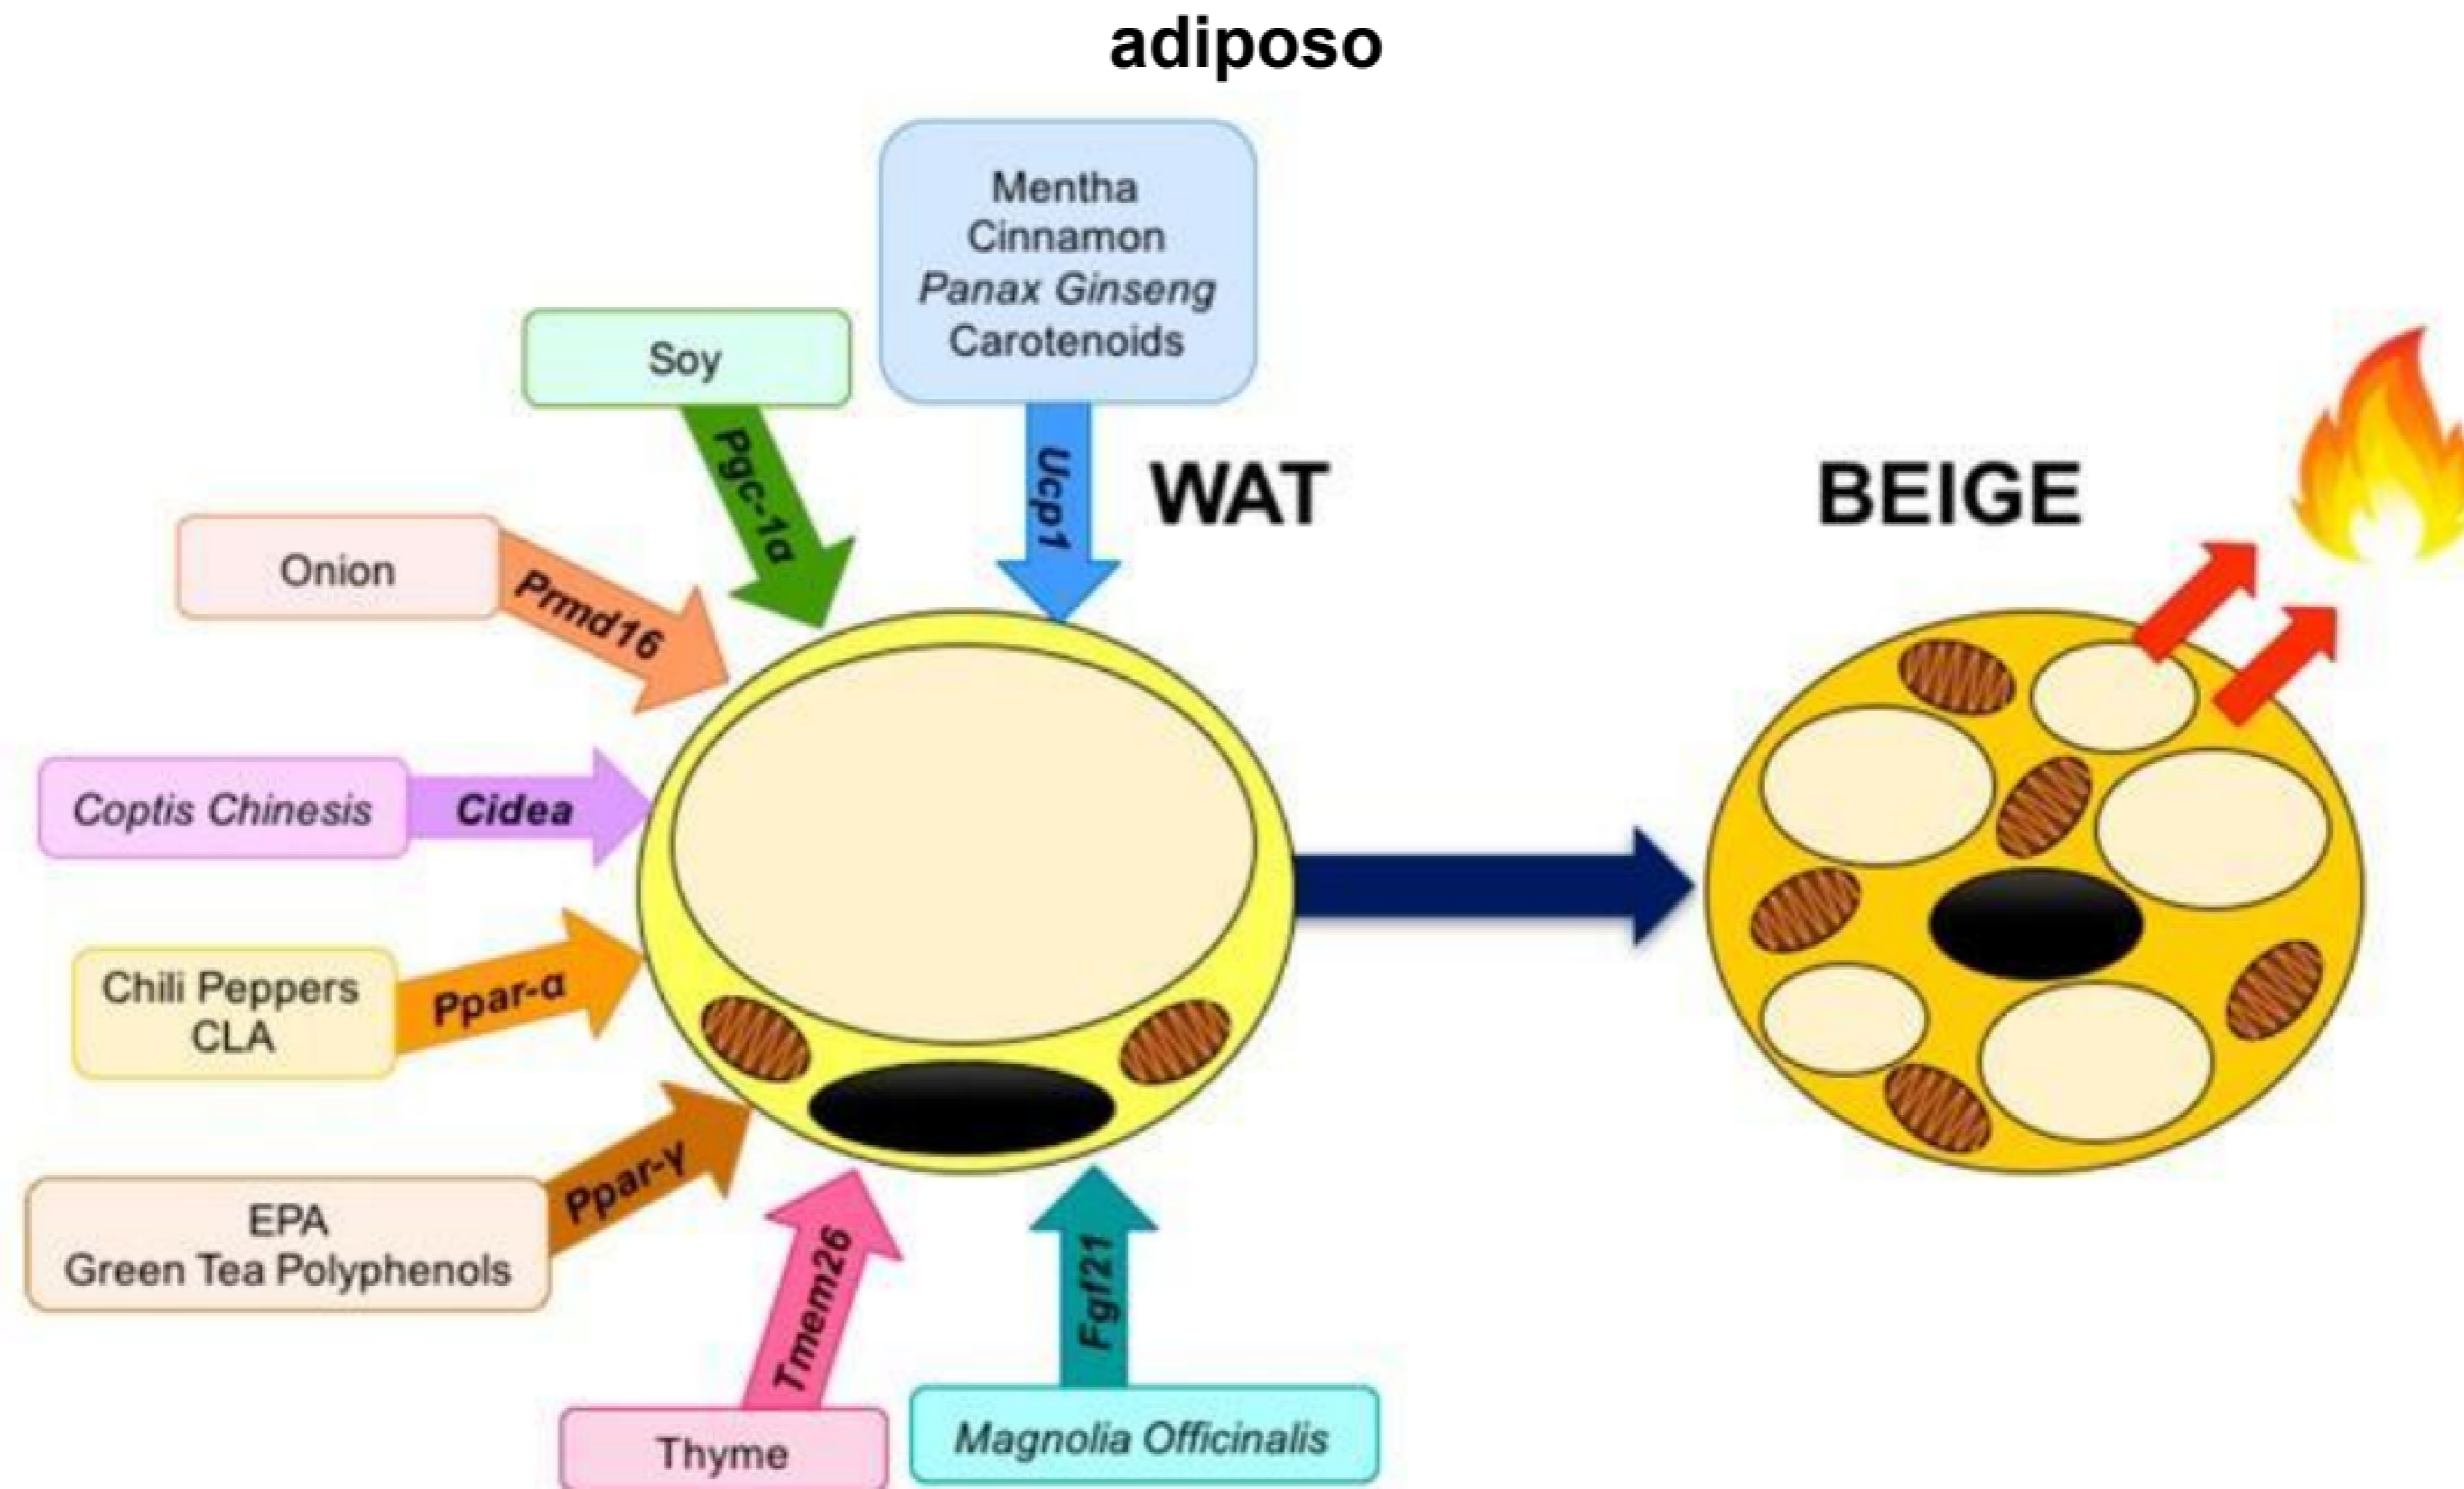 adiposo
Mentha
Cinnamon
Panax Ginseng
Carotenoids
Soy
Pgc-1α
Ucp1
WAT
BEIGE
Onion
Prmd16
Coptis Chinesis
Cidea
Chili Peppers
CLA
Ppar-α
EPA
Green Tea Polyphenols
Ppar-γ
Tmem26
Thyme
Fgf21
Magnolia Officinalis